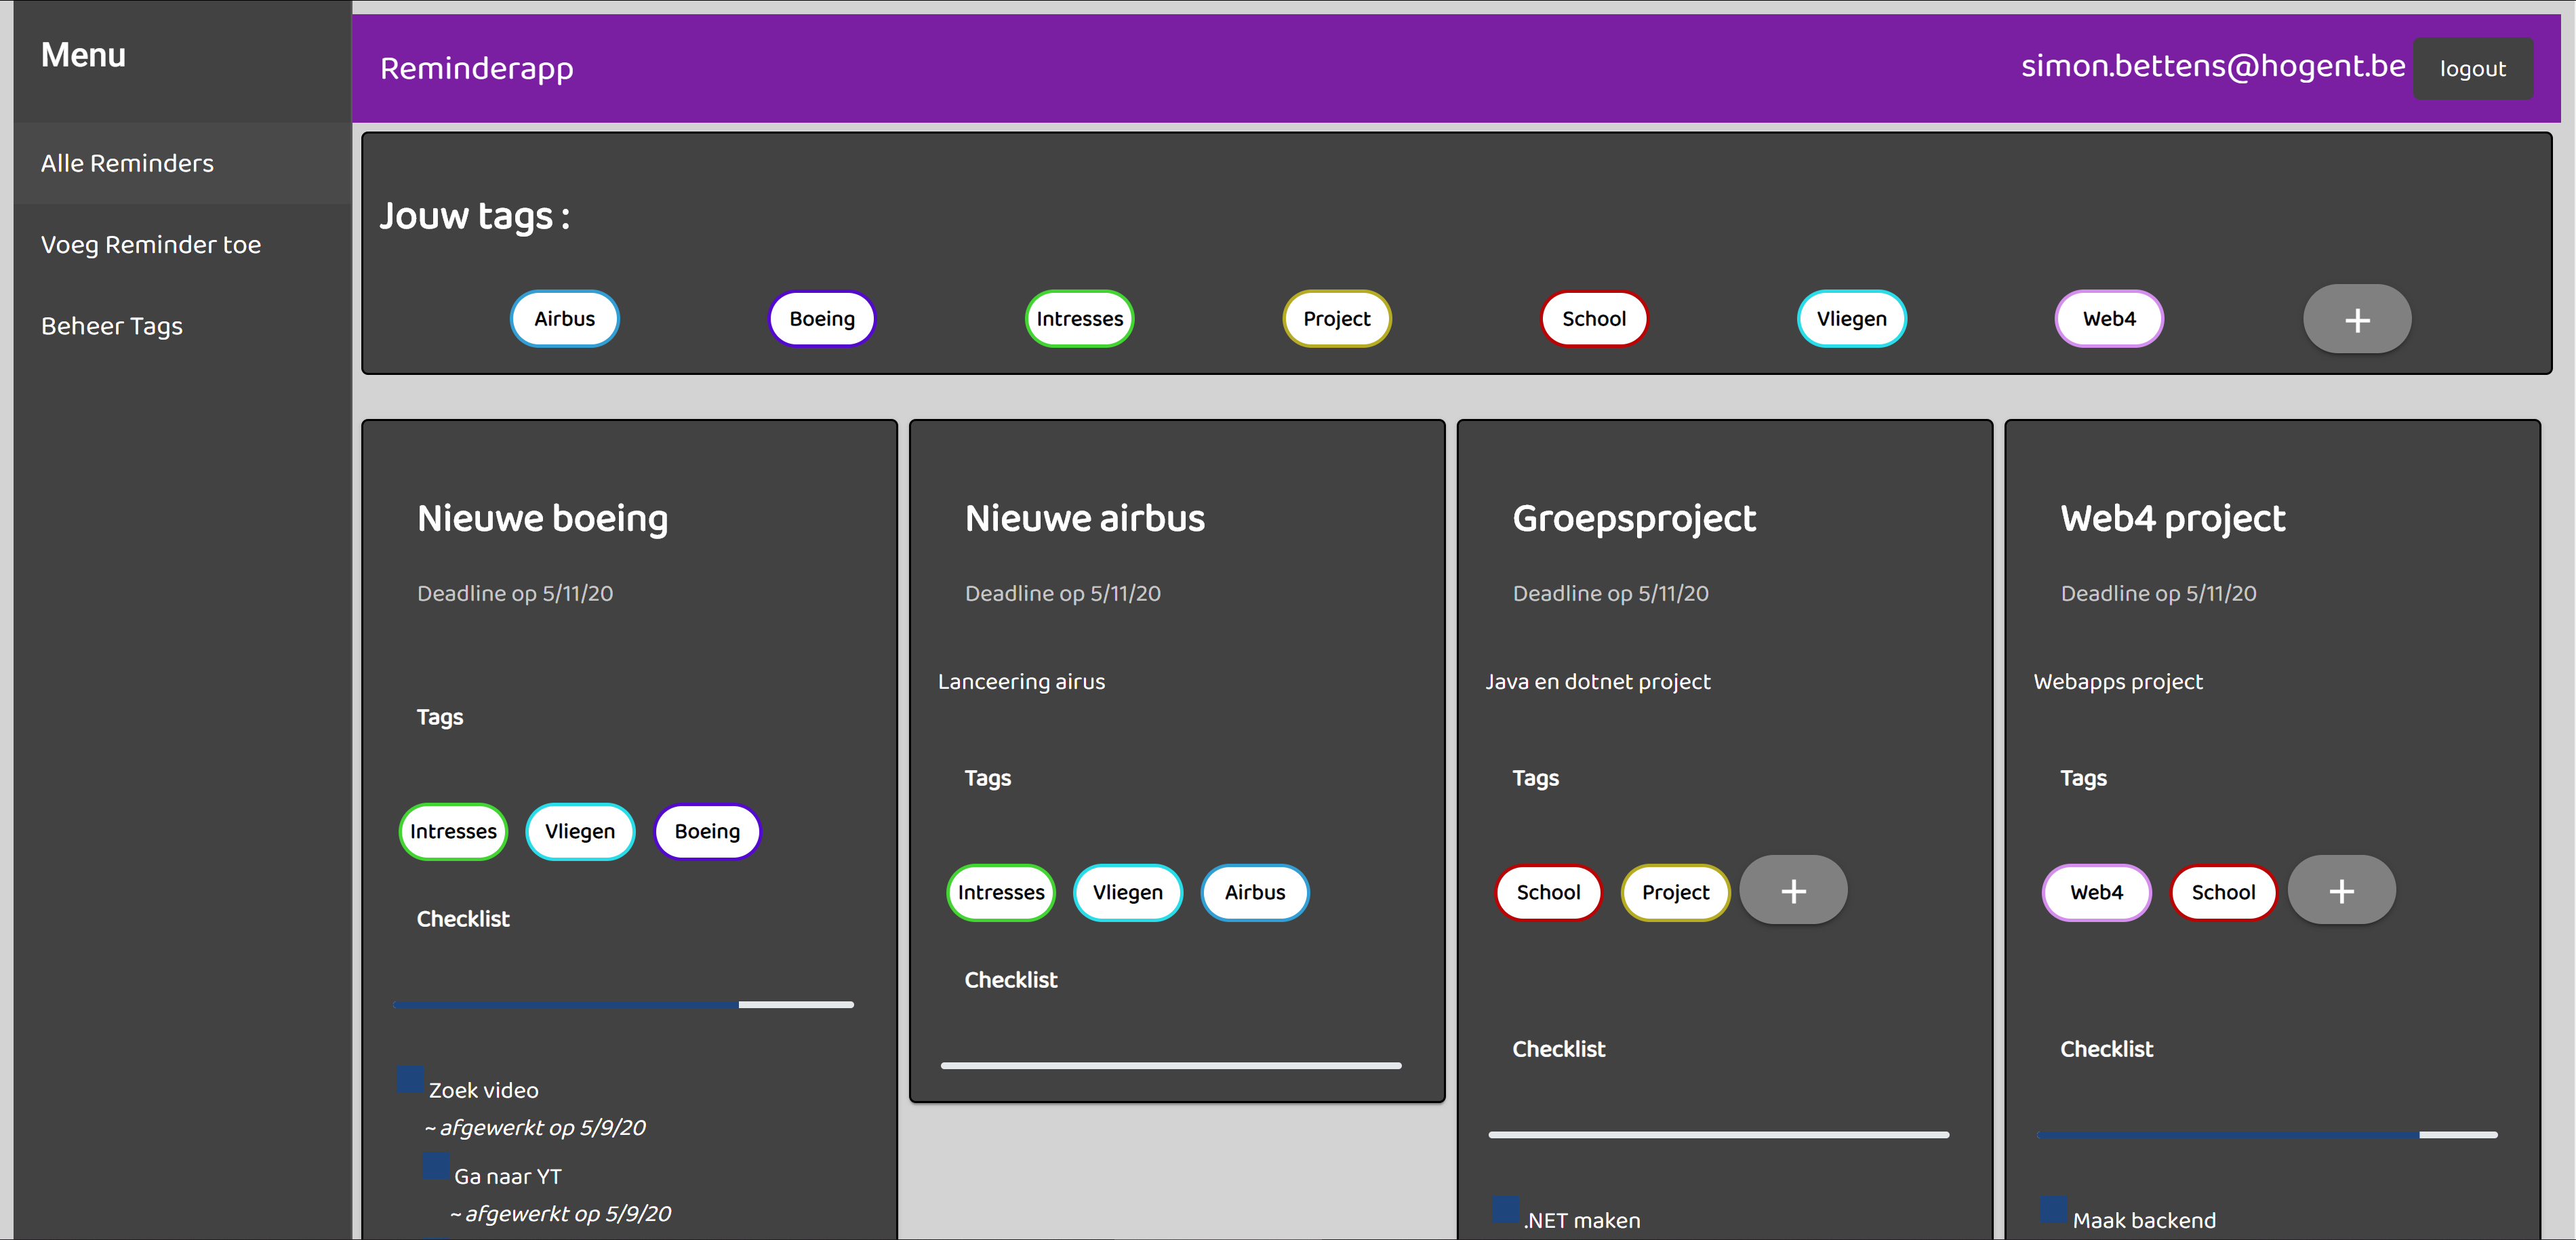 Menu
Alle Reminders
Voeg Reminder toe
Beheer Tags
Reminderapp
simon.bettens@hogent.be
logout
Jouw tags :
Airbus
Boeing
Intresses
Project
School
Vliegen
Web4
+
Nieuwe boeing
Deadline op 5/11/20
Tags
Intresses
Vliegen
Boeing
Checklist
Zoek video
~ afgewerkt op 5/9/20
Ga naar YT
~ afgewerkt op 5/9/20
Nieuwe airbus
Deadline op 5/11/20
Lanceering airus
Tags
Intresses
Vliegen
Airbus
Checklist
Groepsproject
Deadline op 5/11/20
Java en dotnet project
Tags
School
Project
+
Checklist
.NET maken
Web4 project
Deadline op 5/11/20
Webapps project
Tags
Web4
School
+
Checklist
Maak backend